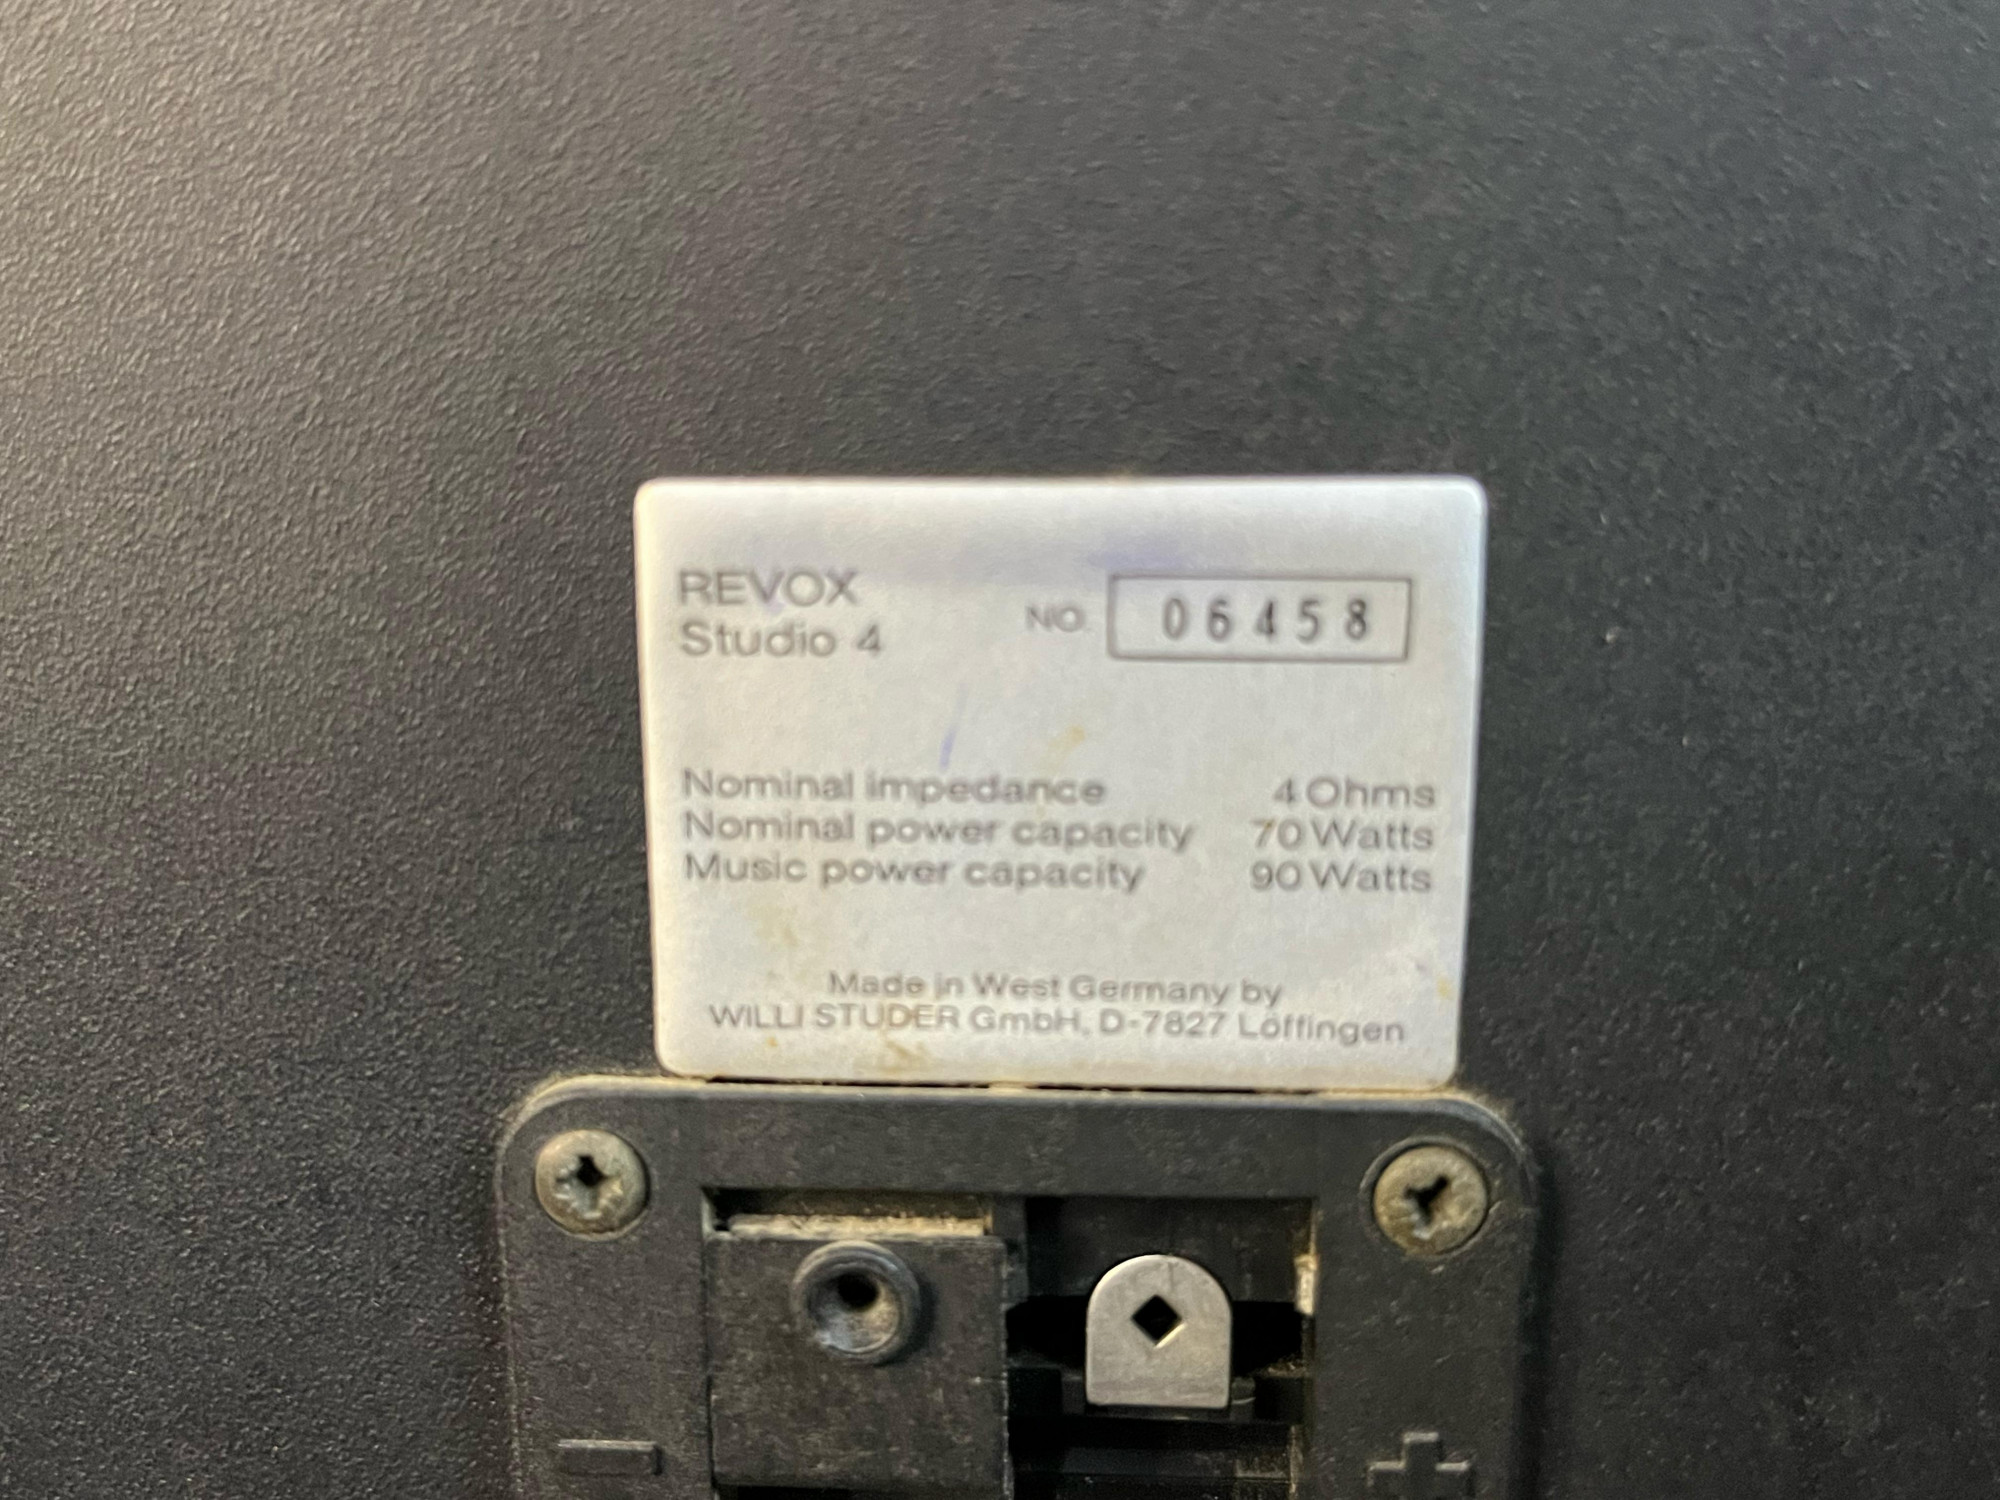 REVOX
Studio 4
NO. 06458
Nominal impedance 4 Ohms
Nominal power capacity 70 Watts
Music power capacity 90 Watts
Made in West Germany by
WILLI STUDER GmbH, D-7827 Löffingen
− +